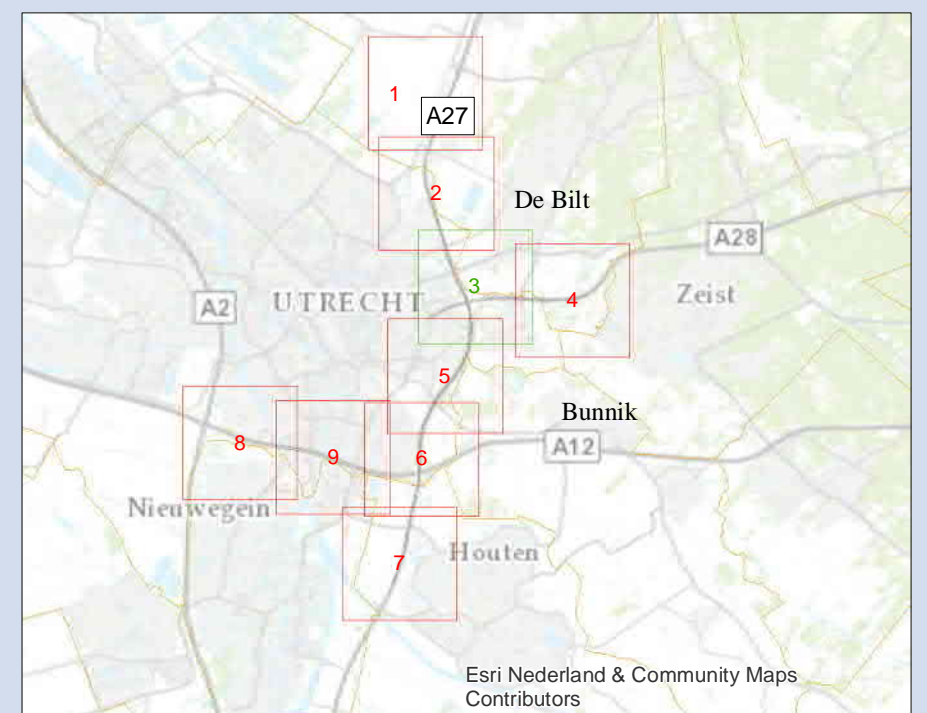 1
A27
2
De Bilt
A28
3
4
Zeist
A2
UTRECHT
5
Bunnik
8
9
6
A12
Nieuwegein
Houten
7
Esri Nederland & Community Maps
Contributors